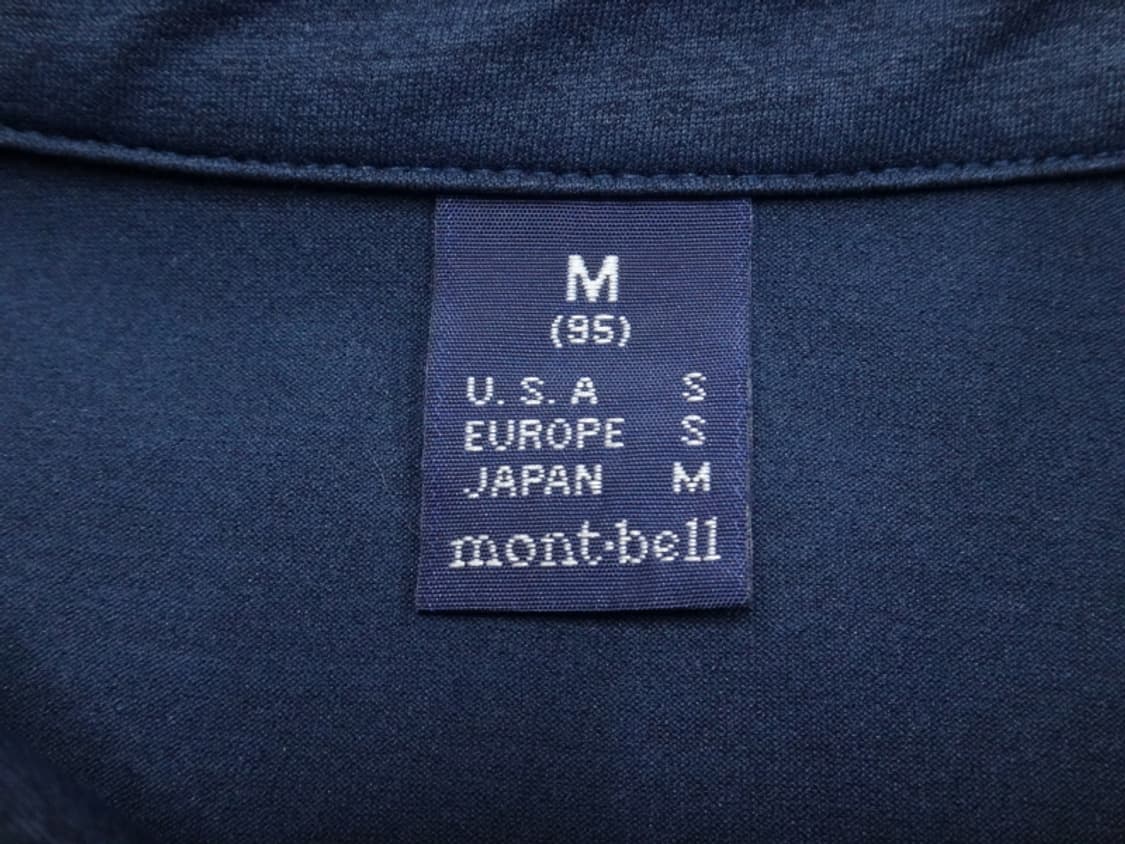 M
(95)
U.S.A S
EUROPE S
JAPAN M
mont·bell